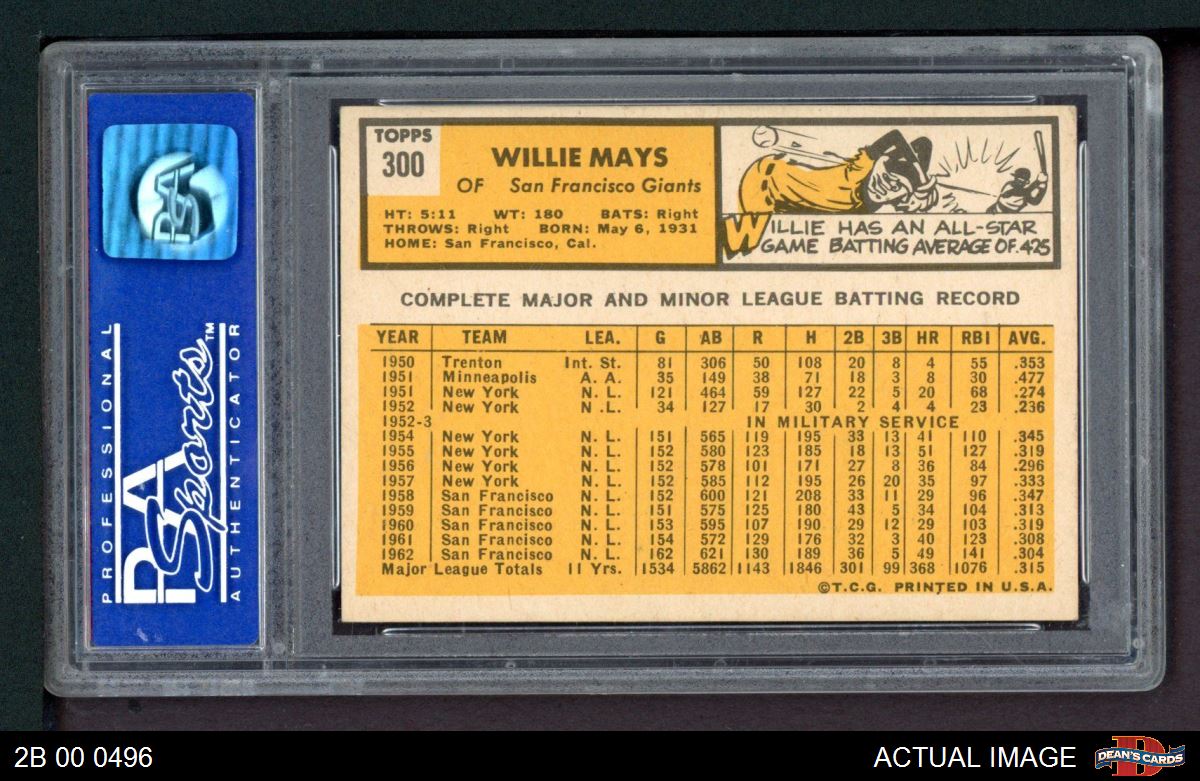 PSA
PROFESSIONAL
PSA
Sports™
AUTHENTICATOR
TOPPS
300
WILLIE MAYS
OF San Francisco Giants
HT: 5:11 WT: 180 BATS: Right
THROWS: Right BORN: May 6, 1931
HOME: San Francisco, Cal.
WILLIE HAS AN ALL-STAR
GAME BATTING AVERAGE OF .425
COMPLETE MAJOR AND MINOR LEAGUE BATTING RECORD
YEAR TEAM LEA. G AB R H 2B 3B HR RBI AVG.
1950 Trenton Int. St. 81 306 50 108 20 8 4 55 .353
1951 Minneapolis A. A. 35 149 38 71 18 3 8 30 .477
1951 New York N. L. 121 464 59 127 22 5 20 68 .274
1952 New York N .L. 34 127 17 30 2 4 4 23 .236
1952-3 IN MILITARY SERVICE
1954 New York N. L. 151 565 119 195 33 13 41 110 .345
1955 New York N. L. 152 580 123 185 18 13 51 127 .319
1956 New York N. L. 152 578 101 171 27 8 36 84 .296
1957 New York N. L. 152 585 112 195 26 20 35 97 .333
1958 San Francisco N. L. 152 600 121 208 33 11 29 96 .347
1959 San Francisco N. L. 151 575 125 180 43 5 34 104 .313
1960 San Francisco N. L. 153 595 107 190 29 12 29 103 .319
1961 San Francisco N. L. 154 572 129 176 32 3 40 123 .308
1962 San Francisco N. L. 162 621 130 189 36 5 49 141 .304
Major League Totals 11 Yrs. 1534 5862 1143 1846 301 99 368 1076 .315
©T.C.G. PRINTED IN U.S.A.
2B 00 0496
ACTUAL IMAGE
D
DEAN'S CARDS